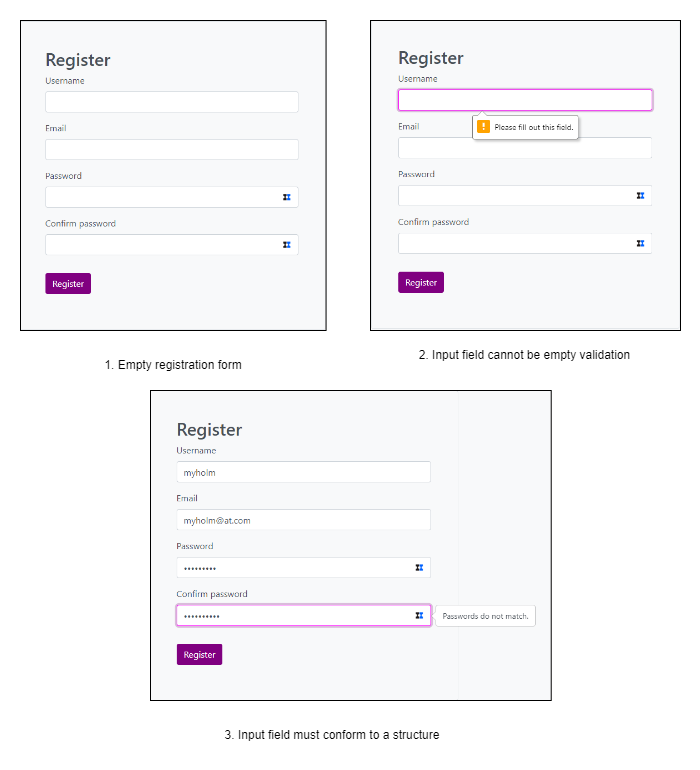 Register
Username
Email
Password
Confirm password
Register
Register
Username
Please fill out this field.
Email
Password
Confirm password
Register
1. Empty registration form
2. Input field cannot be empty validation
Register
Username
myholm
Email
myholm@at.com
Password
•••••••••
Confirm password
••••••••••
Passwords do not match.
Register
3. Input field must conform to a structure